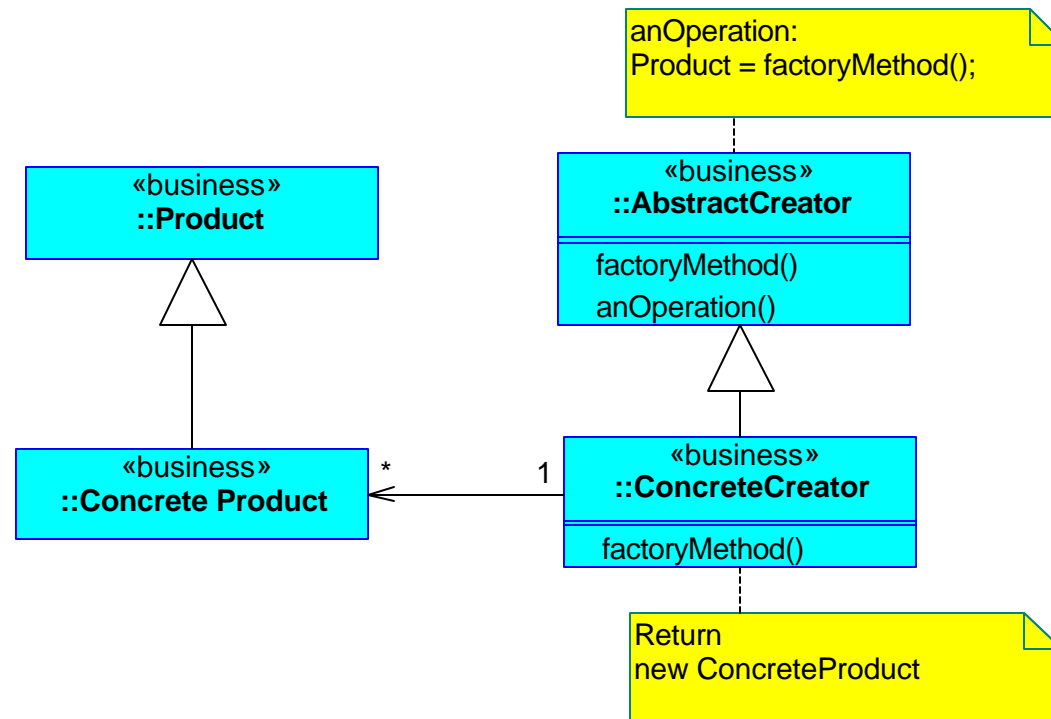 anOperation:
Product = factoryMethod();
«business»
::Product
«business»
::AbstractCreator
factoryMethod()
anOperation()
«business»
::Concrete Product
*
1
«business»
::ConcreteCreator
factoryMethod()
Return
new ConcreteProduct